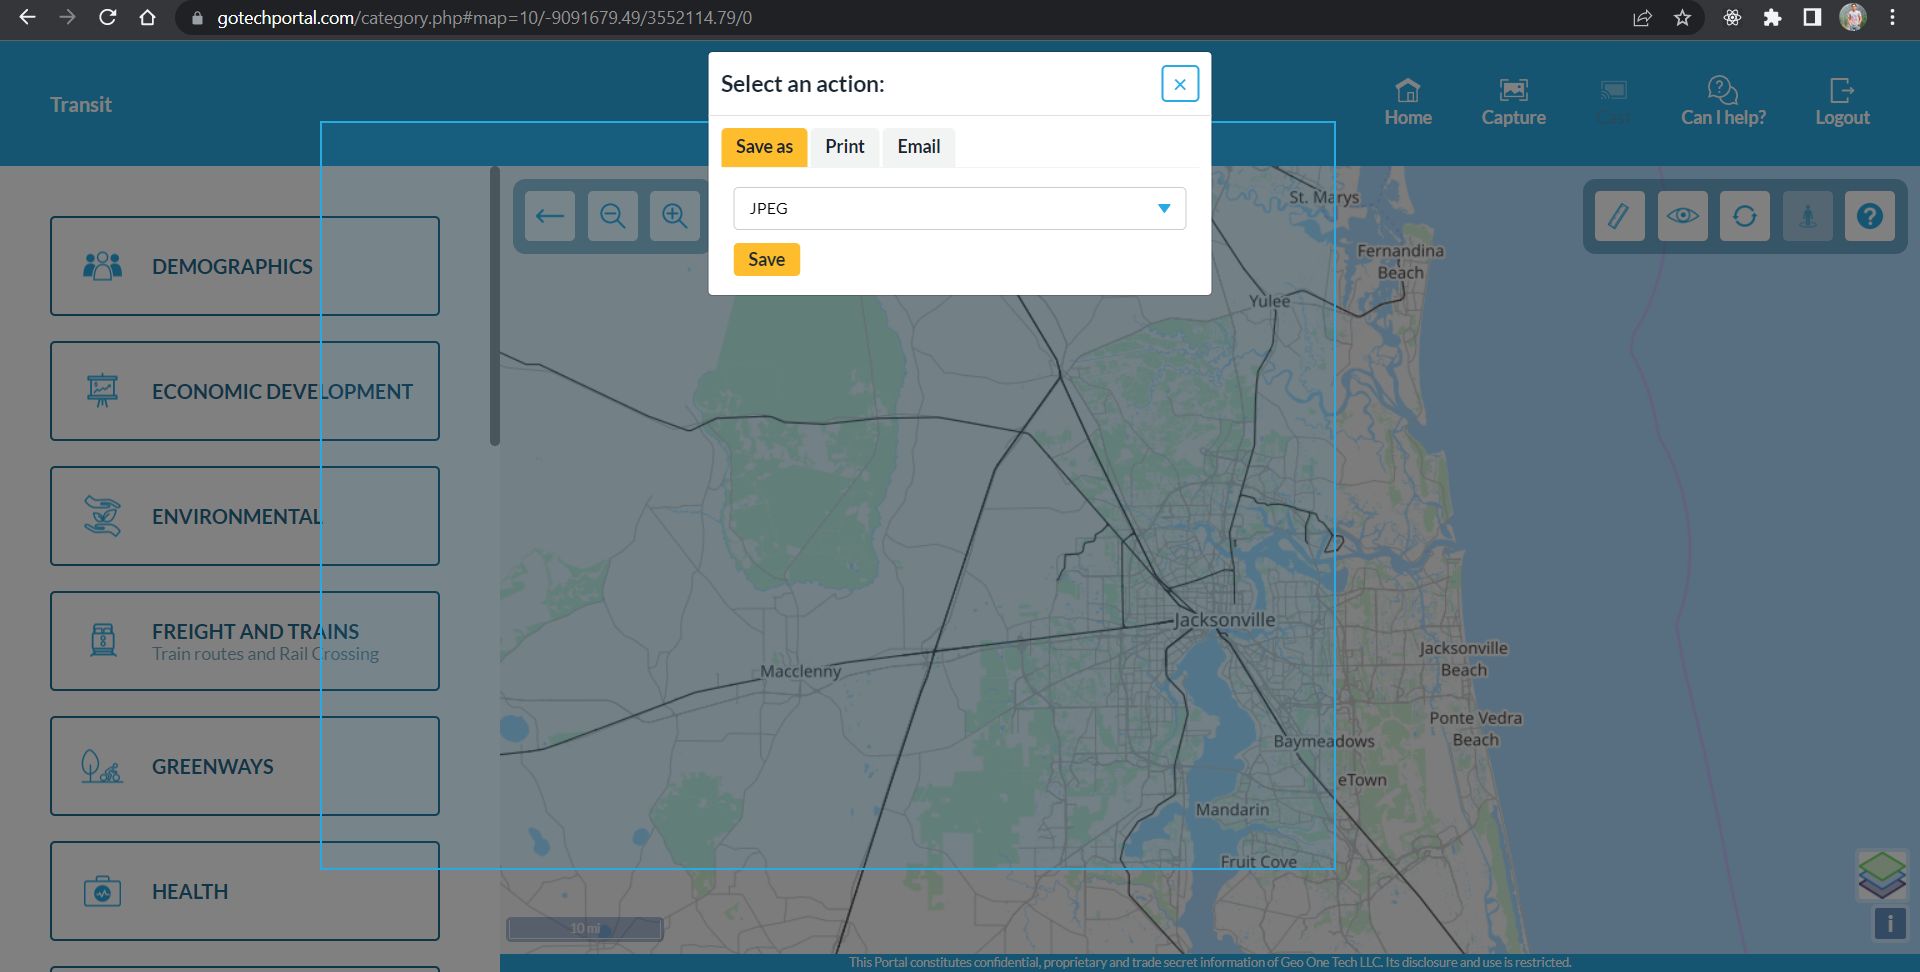 gotechportal.com/category.php#map=10/-9091679.49/3552114.79/0
Transit
Select an action:
Home
Capture
Cast
Can I help?
Logout
Save as
Print
Email
JPEG
Save
DEMOGRAPHICS
ECONOMIC DEVELOPMENT
ENVIRONMENTAL
FREIGHT AND TRAINS
Train routes and Rail Crossing
GREENWAYS
HEALTH
St. Marys
Fernandina
Beach
Yulee
Jacksonville
Macclenny
Jacksonville
Beach
Ponte Vedra
Beach
Baymeadows
eTown
Mandarin
Fruit Cove
10 mi
i
This Portal constitutes confidential, proprietary and trade secret information of Geo One Tech LLC. Its disclosure and use is restricted.